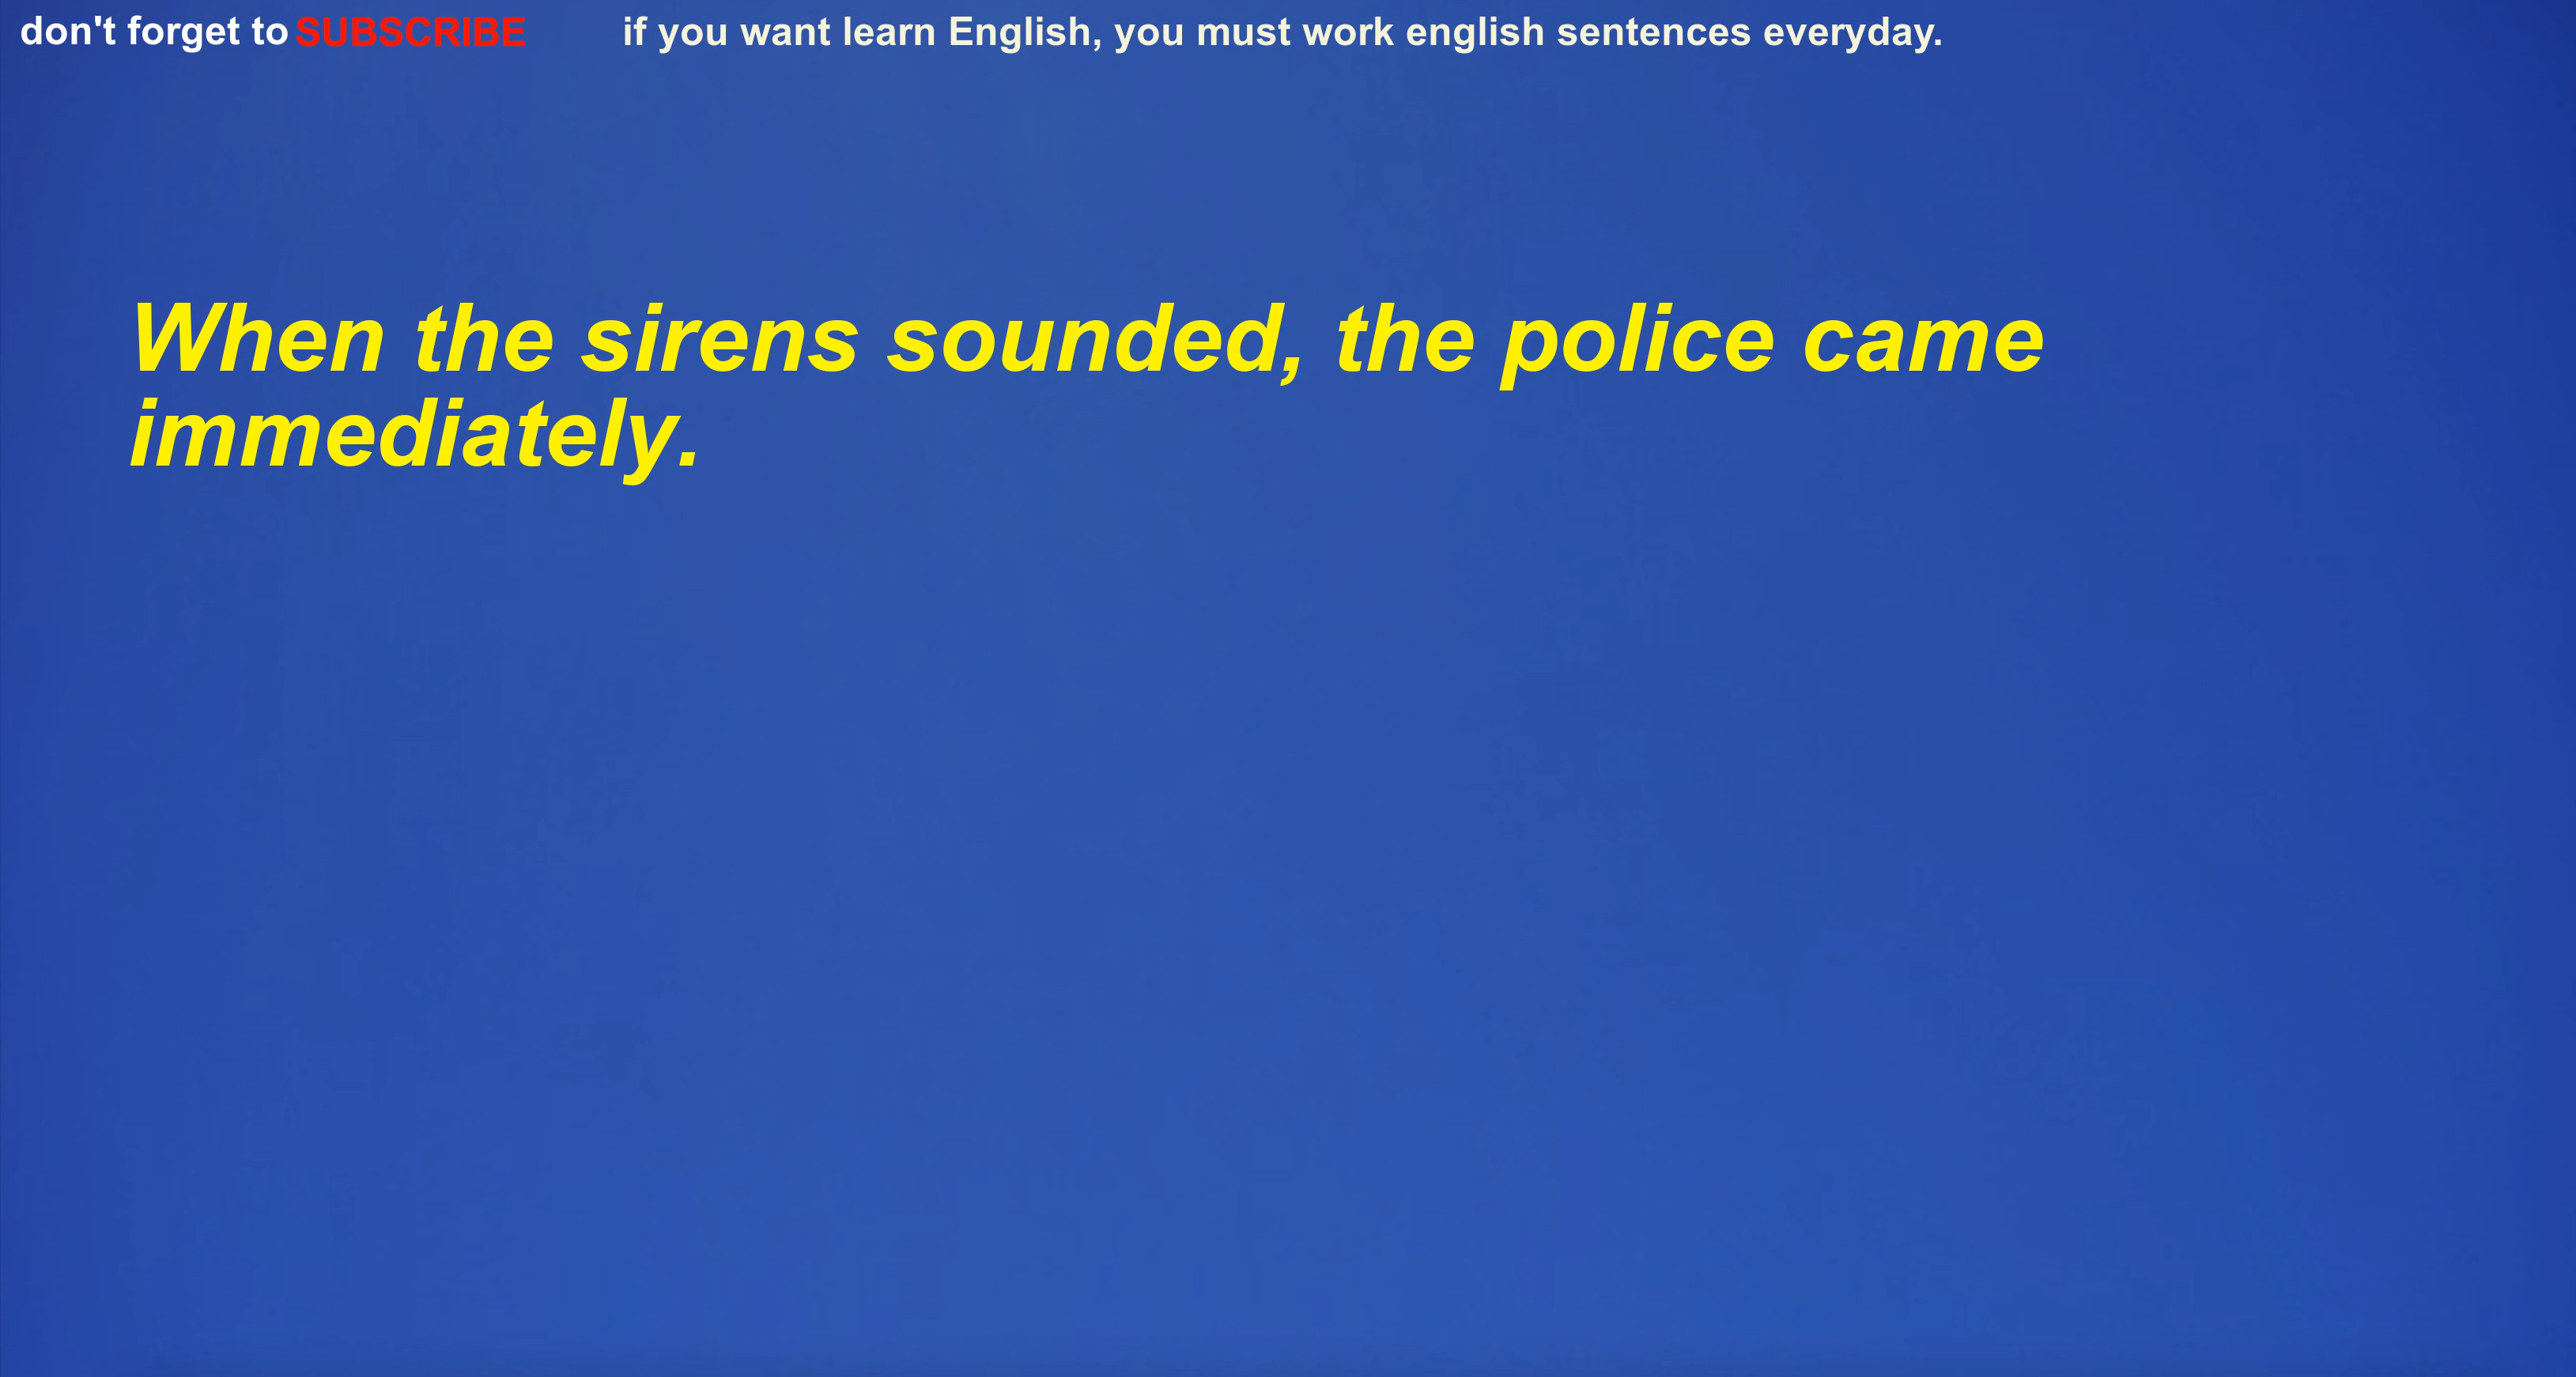 don't forget to SUBSCRIBE if you want learn English, you must work english sentences everyday.
When the sirens sounded, the police came
immediately.